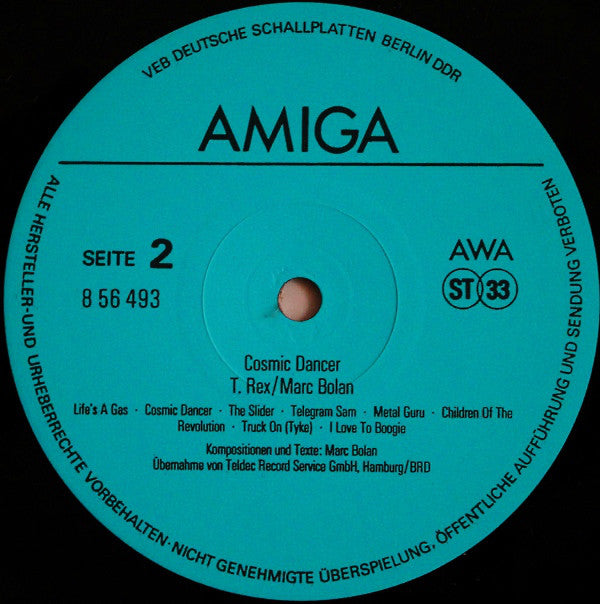 VEB DEUTSCHE SCHALLPLATTEN BERLIN DDR
AMIGA
SEITE 2
8 56 493
AWA
ST 33
Cosmic Dancer
T. Rex/Marc Bolan
Life's A Gas · Cosmic Dancer · The Slider · Telegram Sam · Metal Guru · Children Of The
Revolution · Truck On (Tyke) · I Love To Boogie
Kompositionen und Texte: Marc Bolan
Übernahme von Teldec Record Service GmbH, Hamburg/BRD
ALLE HERSTELLER-UND URHEBERRECHTE VORBEHALTEN·NICHT GENEHMIGTE ÜBERSPIELUNG, ÖFFENTLICHE AUFFÜHRUNG UND SENDUNG VERBOTEN